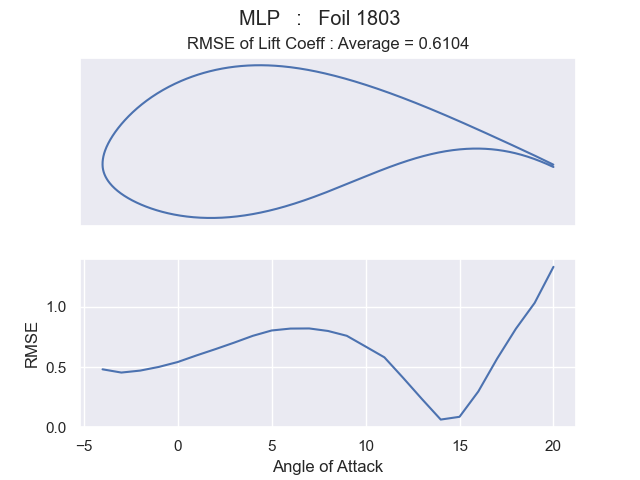 MLP : Foil 1803
RMSE of Lift Coeff : Average = 0.6104
1.0
0.5
0.0
RMSE
−5 0 5 10 15 20
Angle of Attack